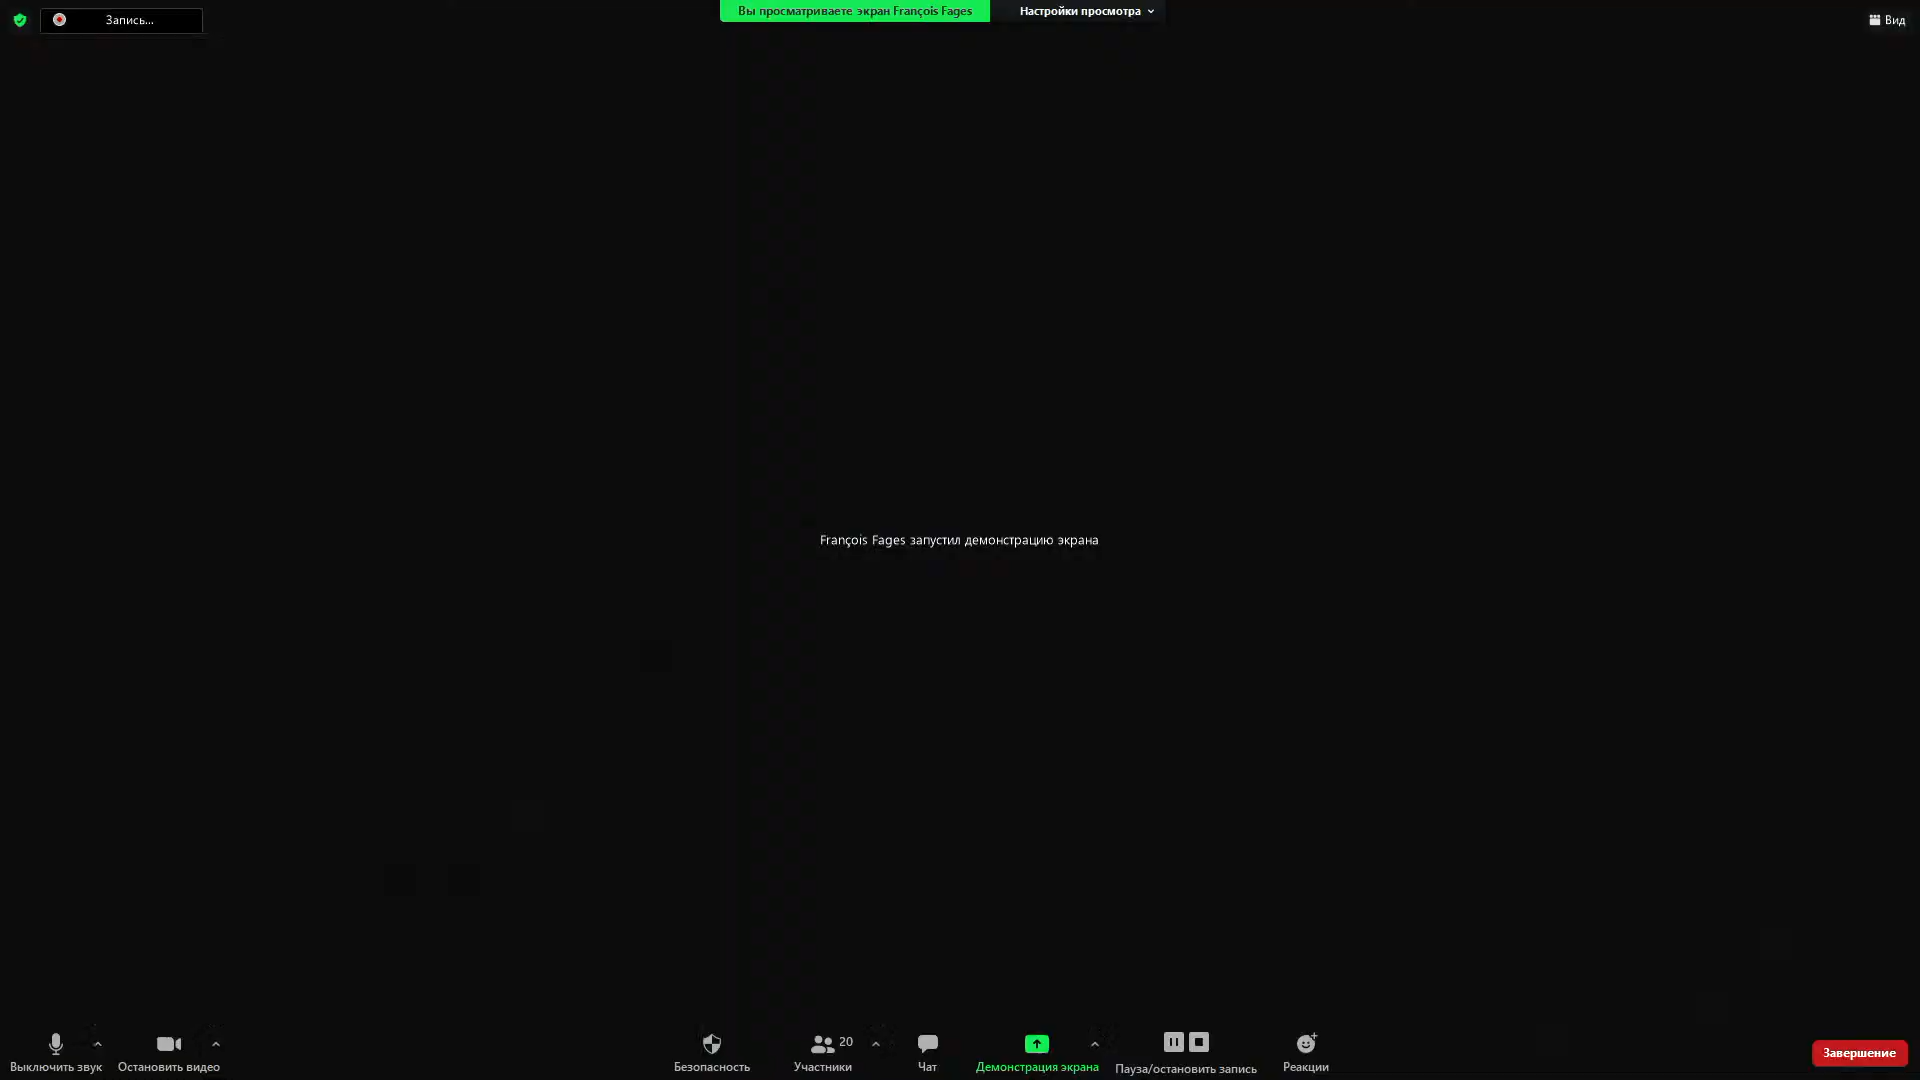 Запись...
Вы просматриваете экран François Fages
Настройки просмотра
Вид
François Fages запустил демонстрацию экрана
Выключить звук
Остановить видео
Безопасность
20
Участники
Чат
Демонстрация экрана
Пауза/остановить запись
Реакции
Завершение